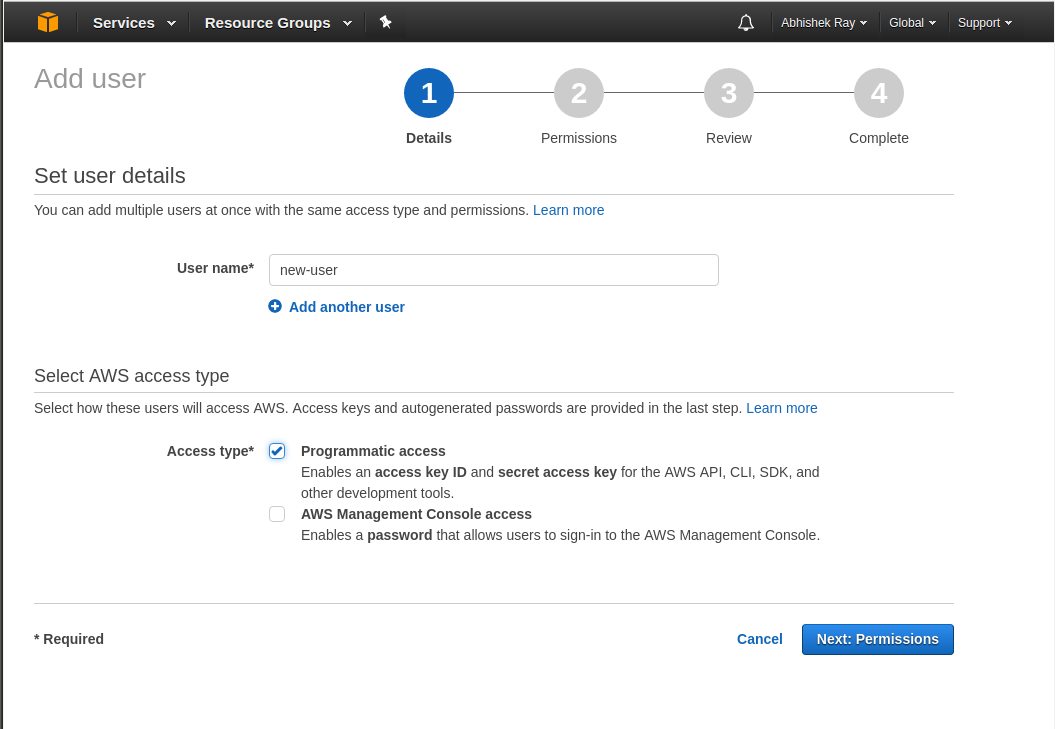 Services Resource Groups Abhishek Ray Global Support
Add user
1 2 3 4
Details Permissions Review Complete
Set user details
You can add multiple users at once with the same access type and permissions. Learn more
User name* new-user
Add another user
Select AWS access type
Select how these users will access AWS. Access keys and autogenerated passwords are provided in the last step. Learn more
Access type* Programmatic access
Enables an access key ID and secret access key for the AWS API, CLI, SDK, and
other development tools.
AWS Management Console access
Enables a password that allows users to sign-in to the AWS Management Console.
* Required Cancel Next: Permissions